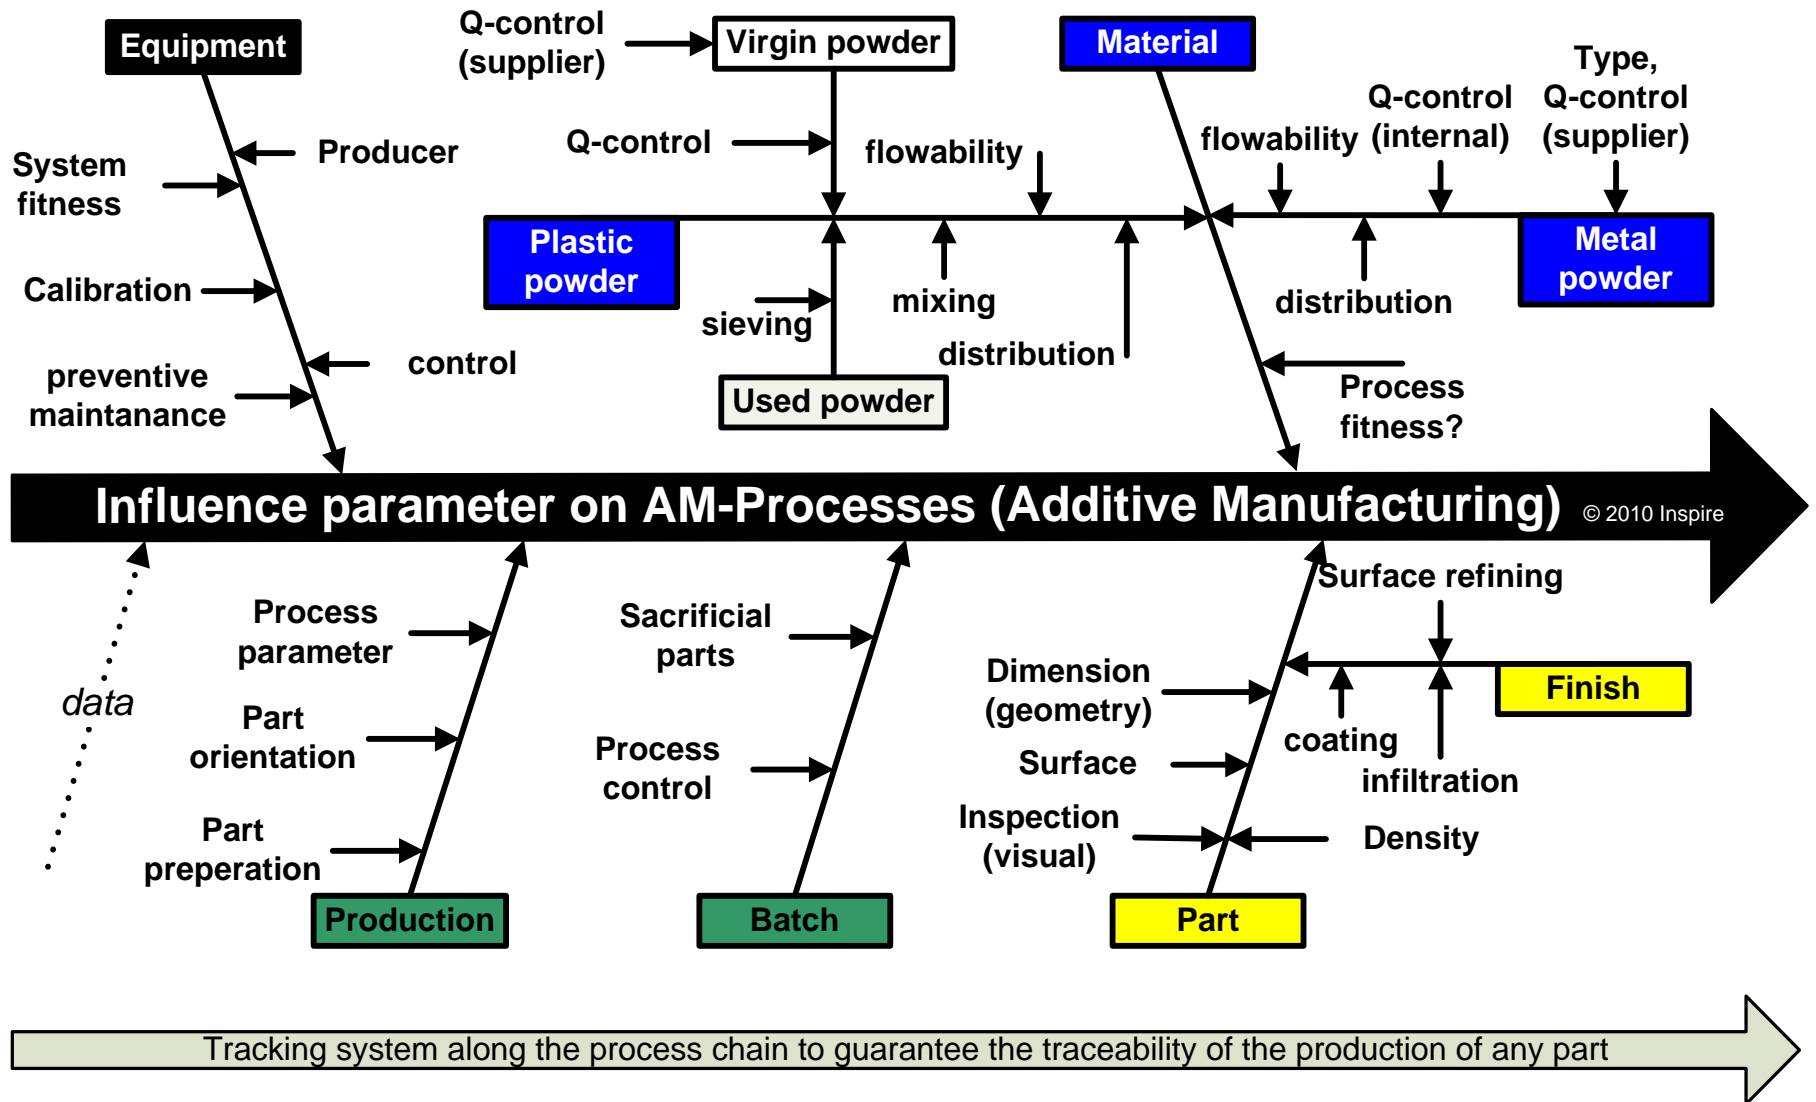 Equipment
Q-control
(supplier)
Virgin powder
Material
Type,
Q-control
(supplier)
Q-control
(internal)
flowability
Producer
System
fitness
Q-control
flowability
Plastic
powder
Metal
powder
Calibration
sieving
mixing
distribution
distribution
control
preventive
maintanance
Used powder
Process
fitness?
Influence parameter on AM-Processes (Additive Manufacturing)
© 2010 Inspire
Surface refining
Process
parameter
Sacrificial
parts
Dimension
(geometry)
Finish
data
Part
orientation
Process
control
Surface
coating
infiltration
Part
preperation
Inspection
(visual)
Density
Production
Batch
Part
Tracking system along the process chain to guarantee the traceability of the production of any part